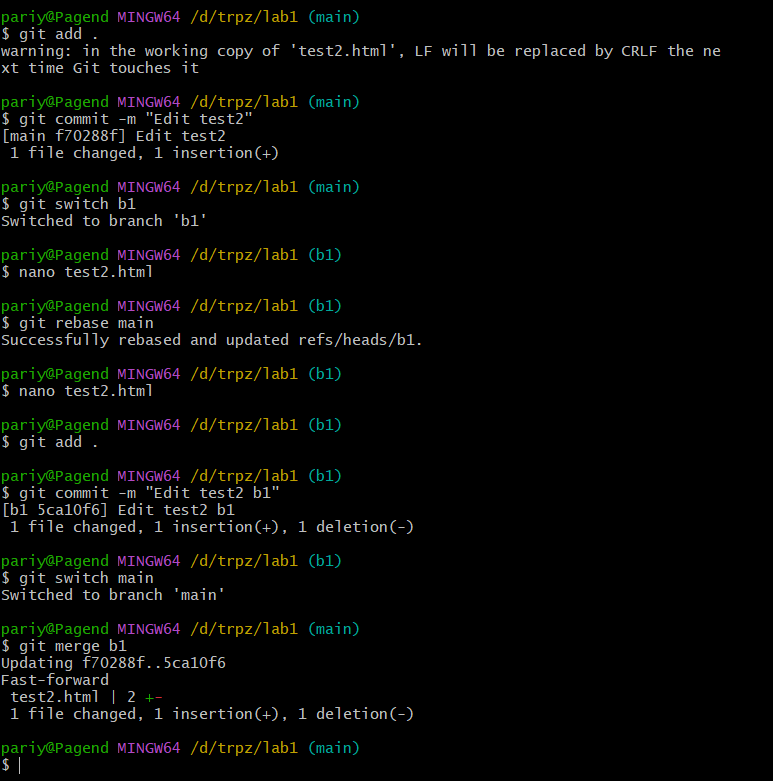 pariy@Pagend MINGW64 /d/trpz/lab1 (main)
$ git add .
warning: in the working copy of 'test2.html', LF will be replaced by CRLF the ne
xt time Git touches it
pariy@Pagend MINGW64 /d/trpz/lab1 (main)
$ git commit -m "Edit test2"
[main f70288f] Edit test2
 1 file changed, 1 insertion(+)
pariy@Pagend MINGW64 /d/trpz/lab1 (main)
$ git switch b1
Switched to branch 'b1'
pariy@Pagend MINGW64 /d/trpz/lab1 (b1)
$ nano test2.html
pariy@Pagend MINGW64 /d/trpz/lab1 (b1)
$ git rebase main
Successfully rebased and updated refs/heads/b1.
pariy@Pagend MINGW64 /d/trpz/lab1 (b1)
$ nano test2.html
pariy@Pagend MINGW64 /d/trpz/lab1 (b1)
$ git add .
pariy@Pagend MINGW64 /d/trpz/lab1 (b1)
$ git commit -m "Edit test2 b1"
[b1 5ca10f6] Edit test2 b1
 1 file changed, 1 insertion(+), 1 deletion(-)
pariy@Pagend MINGW64 /d/trpz/lab1 (b1)
$ git switch main
Switched to branch 'main'
pariy@Pagend MINGW64 /d/trpz/lab1 (main)
$ git merge b1
Updating f70288f..5ca10f6
Fast-forward
 test2.html | 2 +-
 1 file changed, 1 insertion(+), 1 deletion(-)
pariy@Pagend MINGW64 /d/trpz/lab1 (main)
$